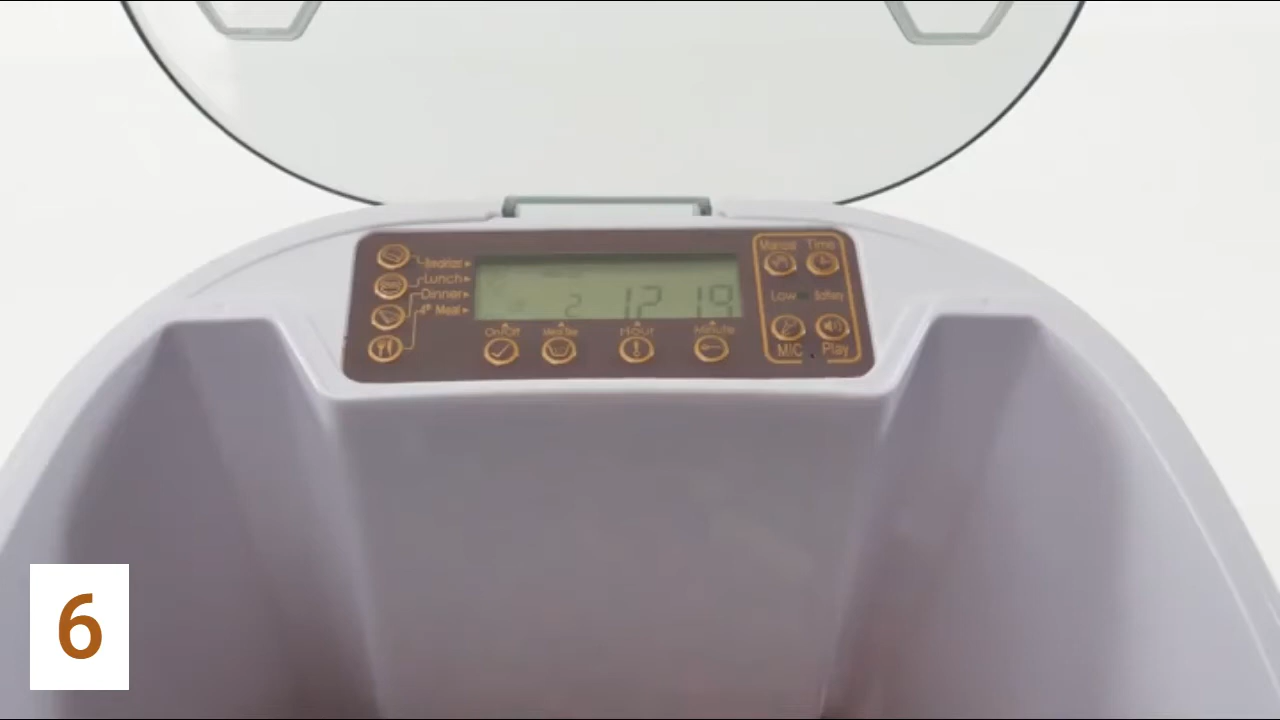 Manual Time
Breakfast
Lunch
Dinner
4th Meal
2 12 19
Low Battery
On/Off Meal Size Hour Minute
MIC Play
6